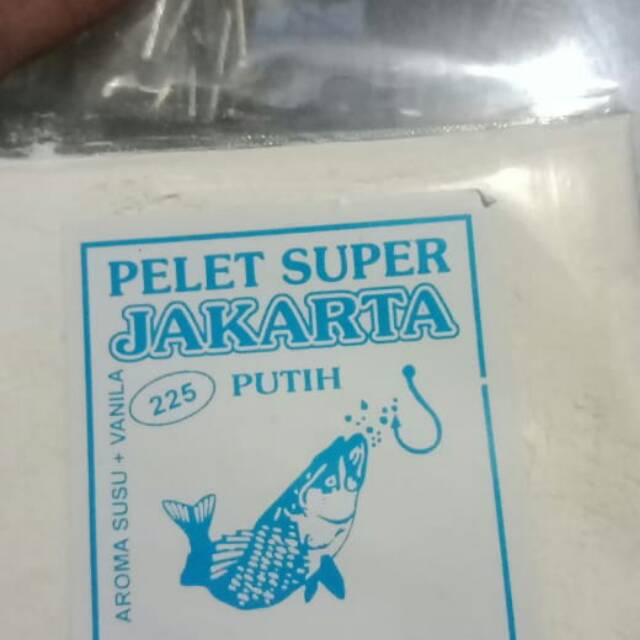 PELET SUPER
JAKARTA
225 PUTIH
AROMA SUSU + VANILA